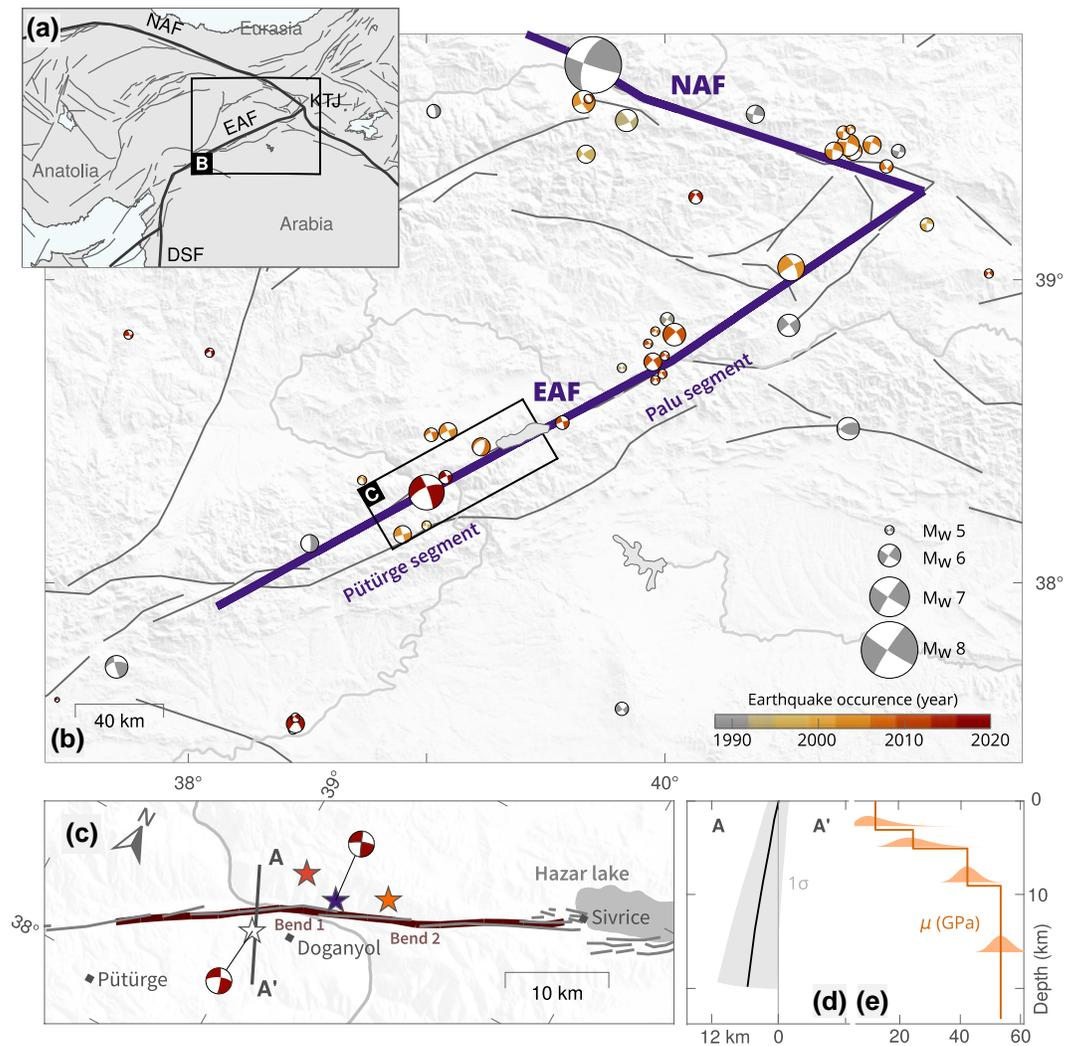 (a)
NAF
Eurasia
KTJ
EAF
B
Anatolia
Arabia
DSF
NAF
39°
EAF
Palu segment
C
Pütürge segment
Mw 5
Mw 6
38°
Mw 7
Mw 8
Earthquake occurence (year)
1990 2000 2010 2020
40 km
(b)
38° 39° 40°
(c)
N
A
Hazar lake
38°
Bend 1
Bend 2
Sivrice
Doganyol
Pütürge
A'
10 km
A A'
1σ
(d)
12 km 0
0
10
μ (GPa)
Depth (km)
(e)
20 40 60